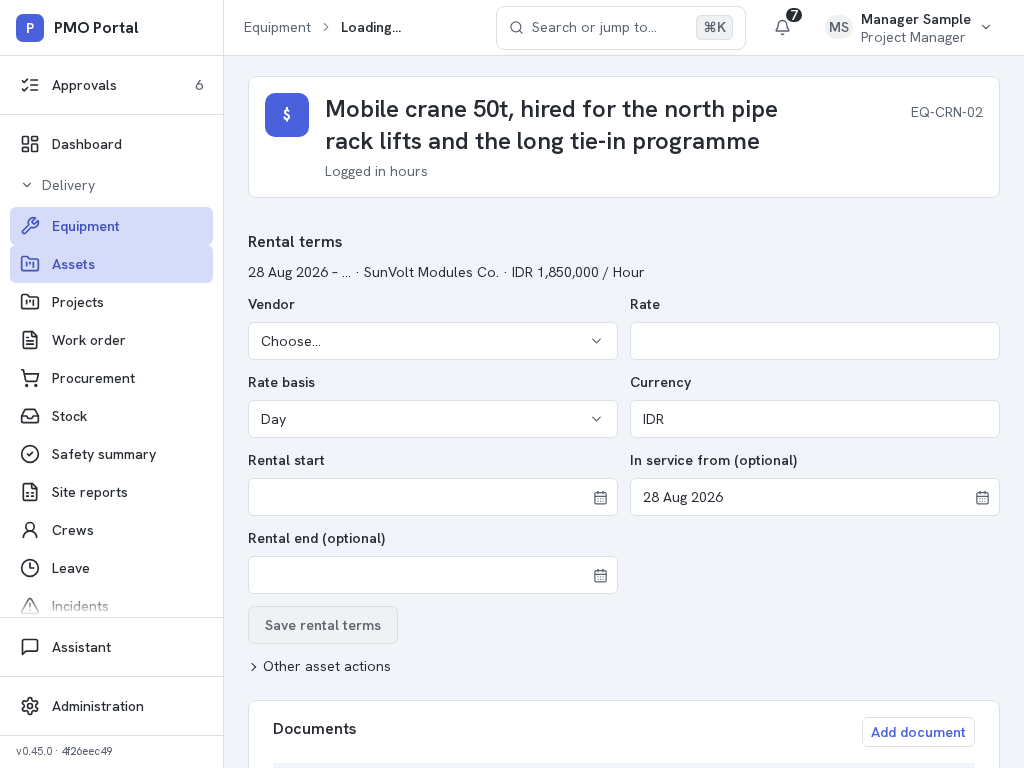 P
PMO Portal
Equipment
Loading...
Search or jump to...
⌘K
7
MS
Manager Sample
Project Manager
Approvals
6
Dashboard
Delivery
Equipment
Assets
Projects
Work order
Procurement
Stock
Safety summary
Site reports
Crews
Leave
Incidents
Assistant
Administration
v0.45.0 · 4f26eec49
$
Mobile crane 50t, hired for the north pipe
rack lifts and the long tie-in programme
EQ-CRN-02
Logged in hours
Rental terms
28 Aug 2026 – ... · SunVolt Modules Co. · IDR 1,850,000 / Hour
Vendor
Rate
Choose...
Rate basis
Currency
Day
IDR
Rental start
In service from (optional)
28 Aug 2026
Rental end (optional)
Save rental terms
Other asset actions
Documents
Add document